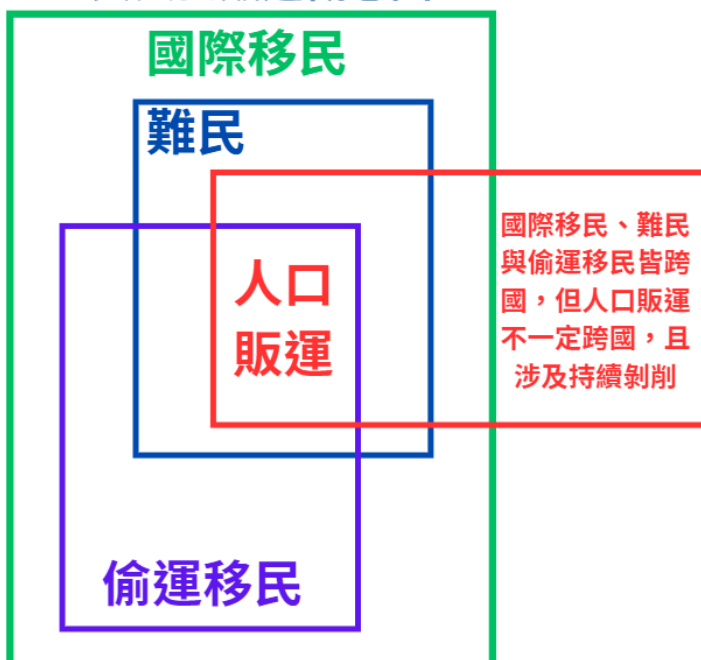 國際移民
難民
國際移民、難民
與偷運移民皆跨
國，但人口販運
不一定跨國，且
涉及持續剝削
人口
販運
偷運移民